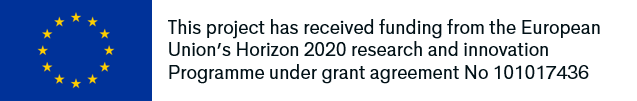 This project has received funding from the European
Union's Horizon 2020 research and innovation
Programme under grant agreement No 101017436